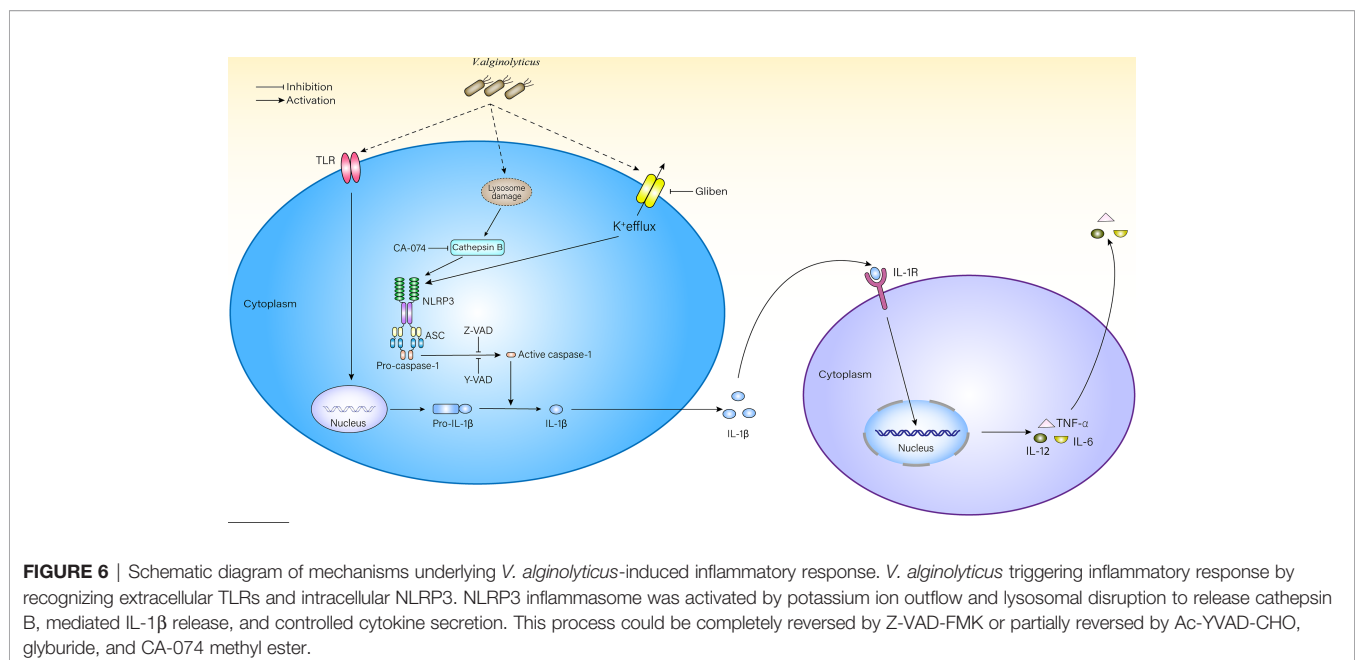 V.alginolyticus
Inhibition
Activation
TLR
Lysosome
damage
Gliben
K+efflux
CA-074
Cathepsin B
IL-1R
NLRP3
Cytoplasm
ASC
Z-VAD
Pro-caspase-1
Active caspase-1
Y-VAD
Cytoplasm
Nucleus
Pro-IL-1β
IL-1β
IL-1β
Nucleus
TNF-α
IL-12
IL-6
FIGURE 6 | Schematic diagram of mechanisms underlying V. alginolyticus-induced inflammatory response. V. alginolyticus triggering inflammatory response by
recognizing extracellular TLRs and intracellular NLRP3. NLRP3 inflammasome was activated by potassium ion outflow and lysosomal disruption to release cathepsin
B, mediated IL-1β release, and controlled cytokine secretion. This process could be completely reversed by Z-VAD-FMK or partially reversed by Ac-YVAD-CHO,
glyburide, and CA-074 methyl ester.